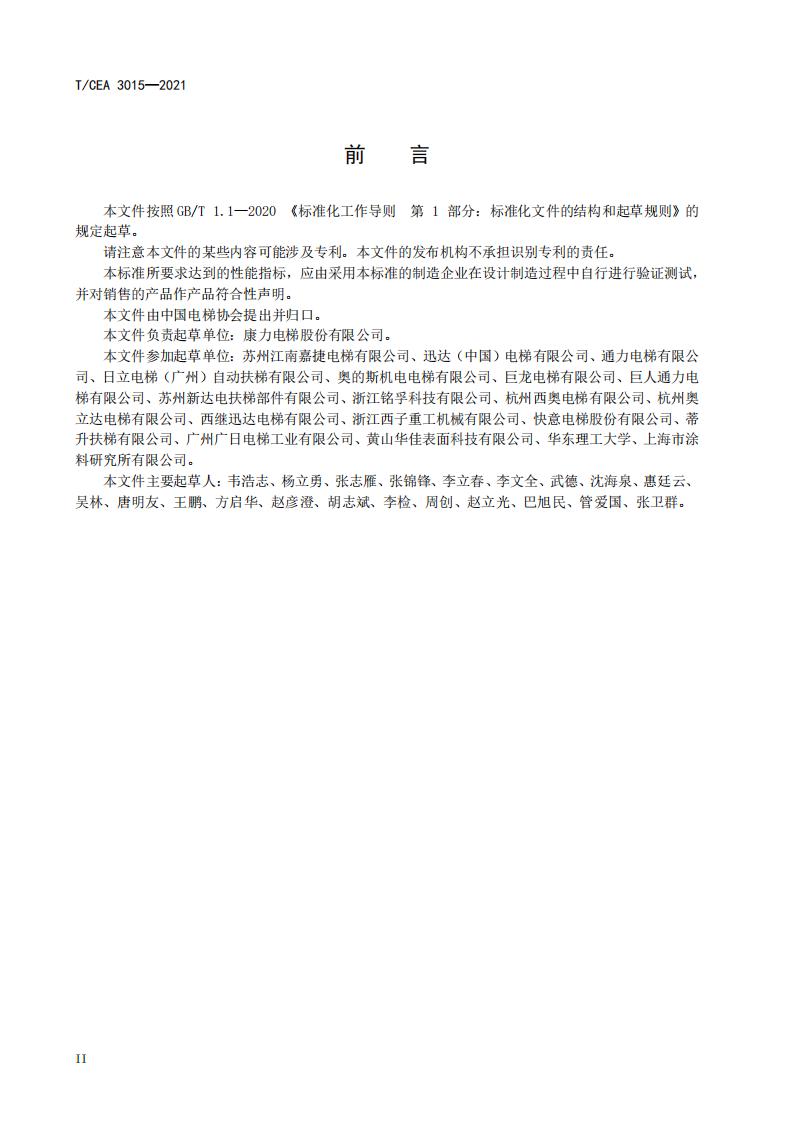 T/CEA 3015—2021
前　　言
本文件按照 GB/T 1.1—2020 《标准化工作导则　第 1 部分：标准化文件的结构和起草规则》的
规定起草。
请注意本文件的某些内容可能涉及专利。本文件的发布机构不承担识别专利的责任。
本标准所要求达到的性能指标，应由采用本标准的制造企业在设计制造过程中自行进行验证测试，
并对销售的产品作产品符合性声明。
本文件由中国电梯协会提出并归口。
本文件负责起草单位：康力电梯股份有限公司。
本文件参加起草单位：苏州江南嘉捷电梯有限公司、迅达（中国）电梯有限公司、通力电梯有限公
司、日立电梯（广州）自动扶梯有限公司、奥的斯机电电梯有限公司、巨龙电梯有限公司、巨人通力电
梯有限公司、苏州新达电扶梯部件有限公司、浙江铭孚科技有限公司、杭州西奥电梯有限公司、杭州奥
立达电梯有限公司、西继迅达电梯有限公司、浙江西子重工机械有限公司、快意电梯股份有限公司、蒂
升扶梯有限公司、广州广日电梯工业有限公司、黄山华佳表面科技有限公司、华东理工大学、上海市涂
料研究所有限公司。
本文件主要起草人：韦浩志、杨立勇、张志雁、张锦锋、李立春、李文全、武德、沈海泉、惠廷云、
吴林、唐明友、王鹏、方启华、赵彦澄、胡志斌、李检、周创、赵立光、巴旭民、管爱国、张卫群。
II